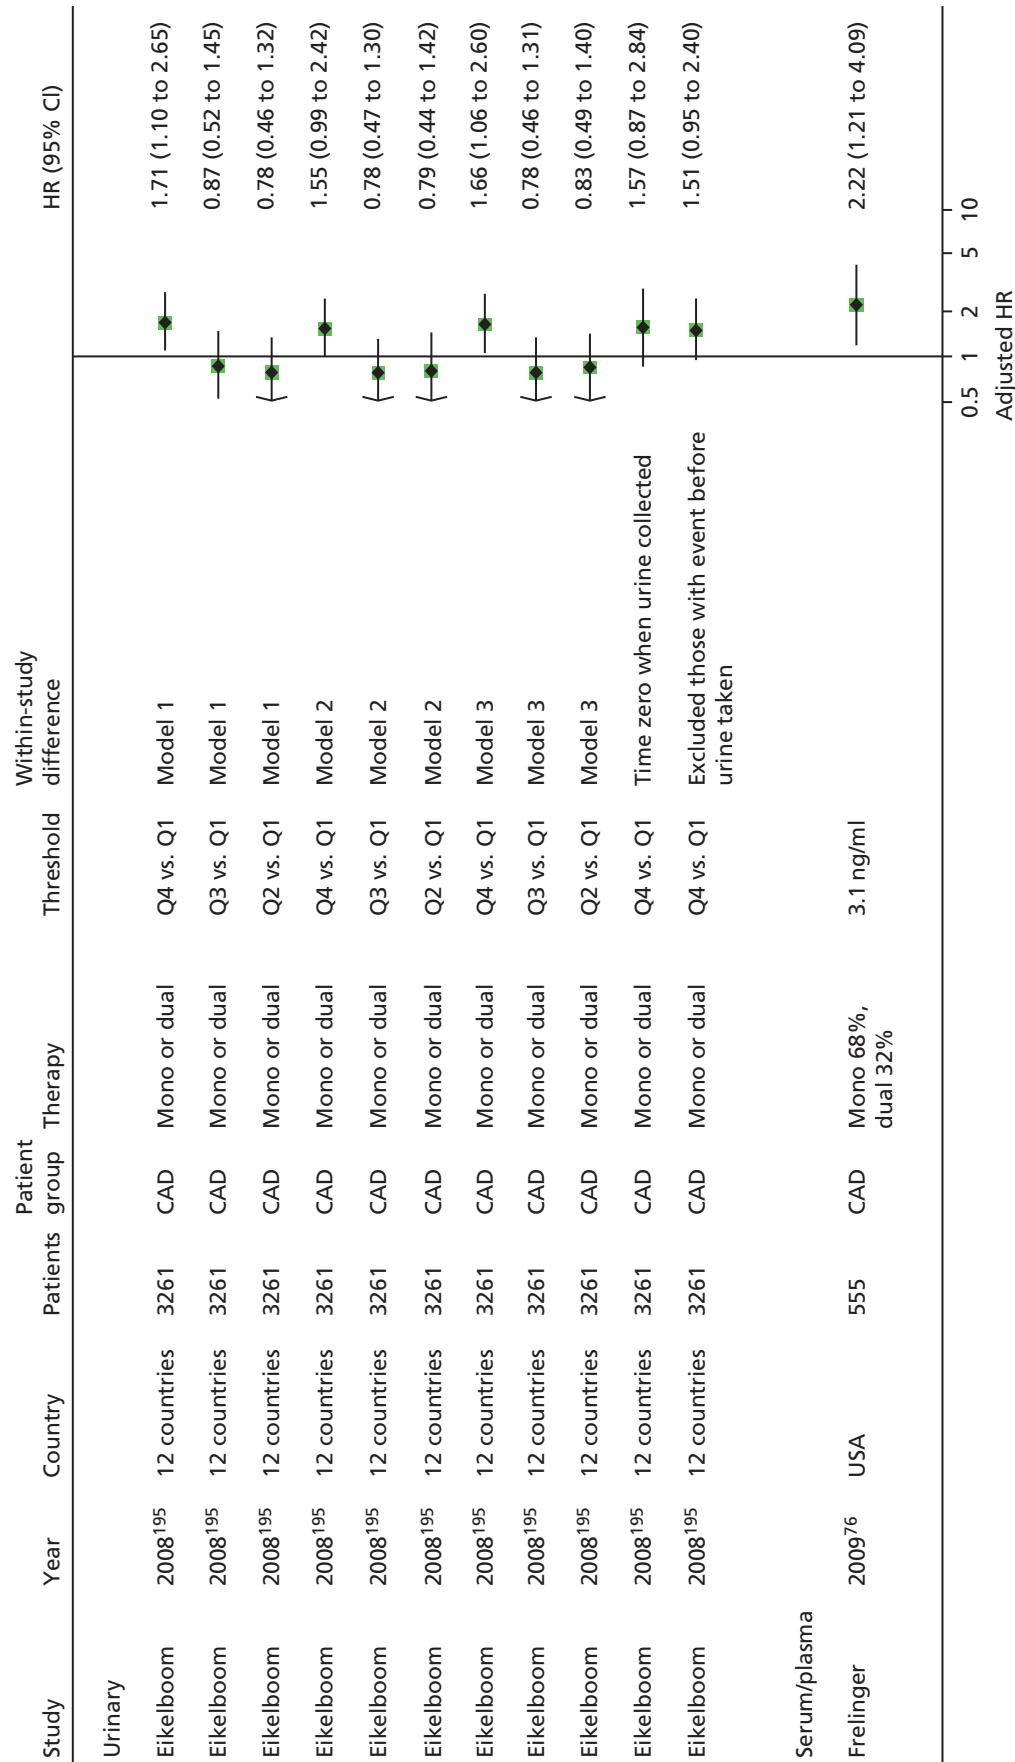 Study Year Country Patients Patient group Therapy Threshold Within-study difference HR (95% CI)
Urinary
Eikelboom 2008195 12 countries 3261 CAD Mono or dual Q4 vs. Q1 Model 1 1.71 (1.10 to 2.65)
Eikelboom 2008195 12 countries 3261 CAD Mono or dual Q3 vs. Q1 Model 1 0.87 (0.52 to 1.45)
Eikelboom 2008195 12 countries 3261 CAD Mono or dual Q2 vs. Q1 Model 1 0.78 (0.46 to 1.32)
Eikelboom 2008195 12 countries 3261 CAD Mono or dual Q4 vs. Q1 Model 2 1.55 (0.99 to 2.42)
Eikelboom 2008195 12 countries 3261 CAD Mono or dual Q3 vs. Q1 Model 2 0.78 (0.47 to 1.30)
Eikelboom 2008195 12 countries 3261 CAD Mono or dual Q2 vs. Q1 Model 2 0.79 (0.44 to 1.42)
Eikelboom 2008195 12 countries 3261 CAD Mono or dual Q4 vs. Q1 Model 3 1.66 (1.06 to 2.60)
Eikelboom 2008195 12 countries 3261 CAD Mono or dual Q3 vs. Q1 Model 3 0.78 (0.46 to 1.31)
Eikelboom 2008195 12 countries 3261 CAD Mono or dual Q2 vs. Q1 Model 3 0.83 (0.49 to 1.40)
Eikelboom 2008195 12 countries 3261 CAD Mono or dual Q4 vs. Q1 Time zero when urine collected 1.57 (0.87 to 2.84)
Eikelboom 2008195 12 countries 3261 CAD Mono or dual Q4 vs. Q1 Excluded those with event before 1.51 (0.95 to 2.40)
urine taken
Serum/plasma
Frelinger 200976 USA 555 CAD Mono 68%, 3.1 ng/ml 2.22 (1.21 to 4.09)
dual 32%
0.5 1 2 5 10
Adjusted HR